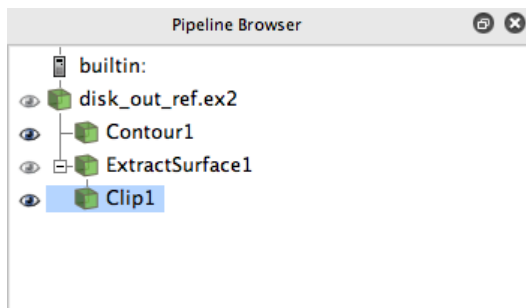 Pipeline Browser
builtin:
disk_out_ref.ex2
Contour1
ExtractSurface1
Clip1